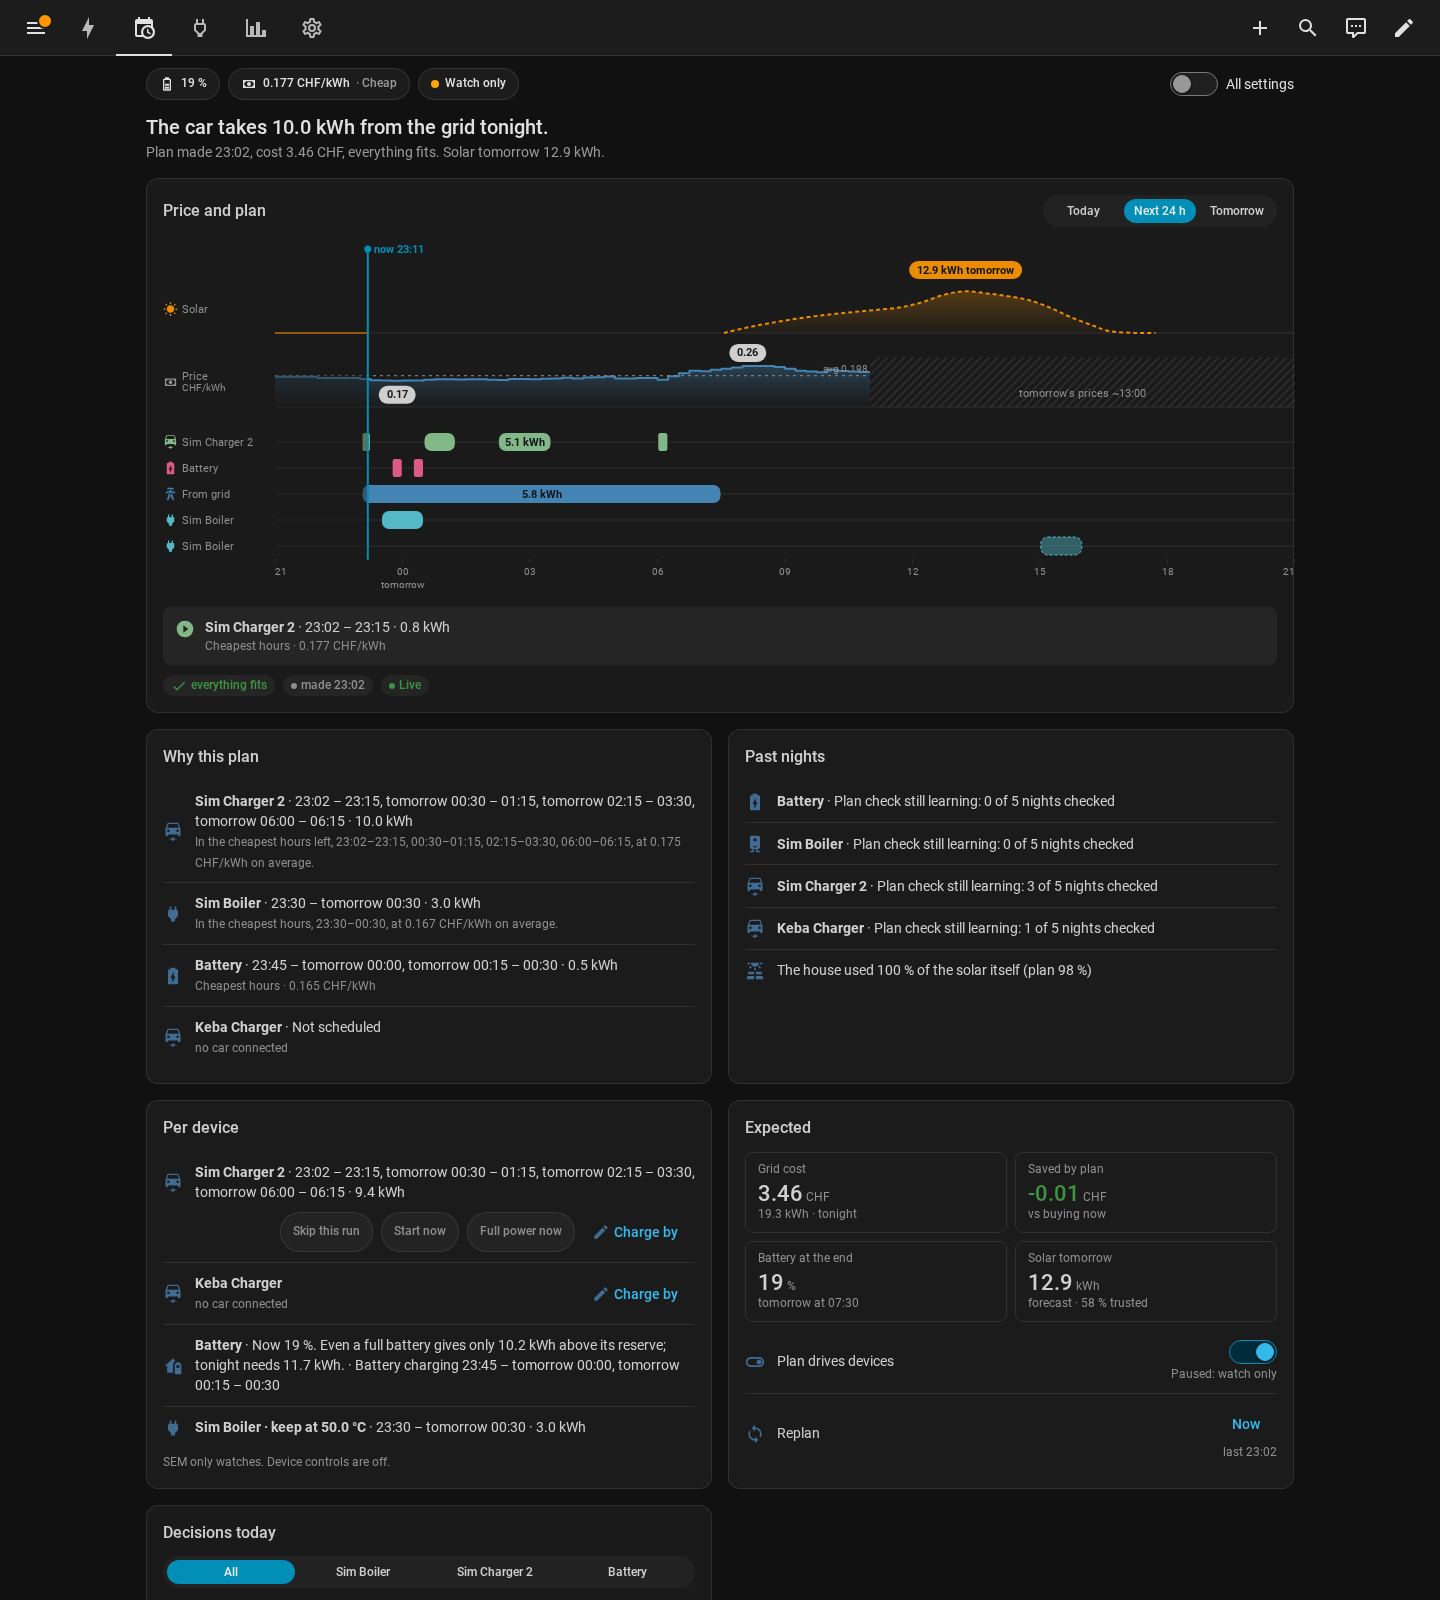 19 %
0.177 CHF/kWh · Cheap
Watch only
All settings
The car takes 10.0 kWh from the grid tonight.
Plan made 23:02, cost 3.46 CHF, everything fits. Solar tomorrow 12.9 kWh.
Price and plan
Today
Next 24 h
Tomorrow
now 23:11
12.9 kWh tomorrow
Solar
0.26
avg 0.198
Price
CHF/kWh
0.17
tomorrow's prices ~13:00
Sim Charger 2
5.1 kWh
Battery
From grid
5.8 kWh
Sim Boiler
Sim Boiler
21
00
03
06
09
12
15
18
21
tomorrow
Sim Charger 2 · 23:02 – 23:15 · 0.8 kWh
Cheapest hours · 0.177 CHF/kWh
everything fits
made 23:02
Live
Why this plan
Sim Charger 2 · 23:02 – 23:15, tomorrow 00:30 – 01:15, tomorrow 02:15 – 03:30,
tomorrow 06:00 – 06:15 · 10.0 kWh
In the cheapest hours left, 23:02–23:15, 00:30–01:15, 02:15–03:30, 06:00–06:15, at 0.175
CHF/kWh on average.
Sim Boiler · 23:30 – tomorrow 00:30 · 3.0 kWh
In the cheapest hours, 23:30–00:30, at 0.167 CHF/kWh on average.
Battery · 23:45 – tomorrow 00:00, tomorrow 00:15 – 00:30 · 0.5 kWh
Cheapest hours · 0.165 CHF/kWh
Keba Charger · Not scheduled
no car connected
Past nights
Battery · Plan check still learning: 0 of 5 nights checked
Sim Boiler · Plan check still learning: 0 of 5 nights checked
Sim Charger 2 · Plan check still learning: 3 of 5 nights checked
Keba Charger · Plan check still learning: 1 of 5 nights checked
The house used 100 % of the solar itself (plan 98 %)
Per device
Sim Charger 2 · 23:02 – 23:15, tomorrow 00:30 – 01:15, tomorrow 02:15 – 03:30,
tomorrow 06:00 – 06:15 · 9.4 kWh
Skip this run
Start now
Full power now
Charge by
Keba Charger
no car connected
Charge by
Battery · Now 19 %. Even a full battery gives only 10.2 kWh above its reserve;
tonight needs 11.7 kWh. · Battery charging 23:45 – tomorrow 00:00, tomorrow
00:15 – 00:30
Sim Boiler · keep at 50.0 °C · 23:30 – tomorrow 00:30 · 3.0 kWh
SEM only watches. Device controls are off.
Expected
Grid cost
3.46 CHF
19.3 kWh · tonight
Saved by plan
-0.01 CHF
vs buying now
Battery at the end
19 %
tomorrow at 07:30
Solar tomorrow
12.9 kWh
forecast · 58 % trusted
Plan drives devices
Paused: watch only
Replan
Now
last 23:02
Decisions today
All
Sim Boiler
Sim Charger 2
Battery